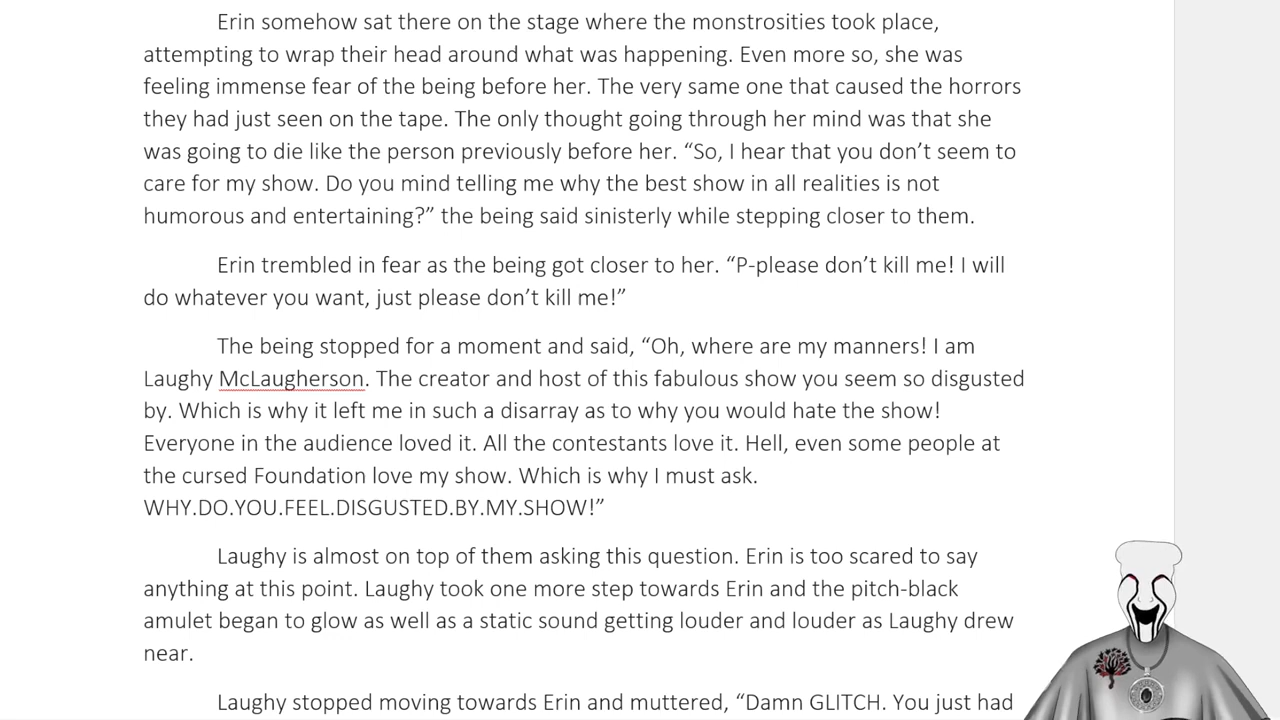 Erin somehow sat there on the stage where the monstrosities took place,
attempting to wrap their head around what was happening. Even more so, she was
feeling immense fear of the being before her. The very same one that caused the horrors
they had just seen on the tape. The only thought going through her mind was that she
was going to die like the person previously before her. “So, I hear that you don’t seem to
care for my show. Do you mind telling me why the best show in all realities is not
humorous and entertaining?” the being said sinisterly while stepping closer to them.
Erin trembled in fear as the being got closer to her. “P-please don’t kill me! I will
do whatever you want, just please don’t kill me!”
The being stopped for a moment and said, “Oh, where are my manners! I am
Laughy McLaugherson. The creator and host of this fabulous show you seem so disgusted
by. Which is why it left me in such a disarray as to why you would hate the show!
Everyone in the audience loved it. All the contestants love it. Hell, even some people at
the cursed Foundation love my show. Which is why I must ask.
WHY.DO.YOU.FEEL.DISGUSTED.BY.MY.SHOW!”
Laughy is almost on top of them asking this question. Erin is too scared to say
anything at this point. Laughy took one more step towards Erin and the pitch-black
amulet began to glow as well as a static sound getting louder and louder as Laughy drew
near.
Laughy stopped moving towards Erin and muttered, “Damn GLITCH. You just had